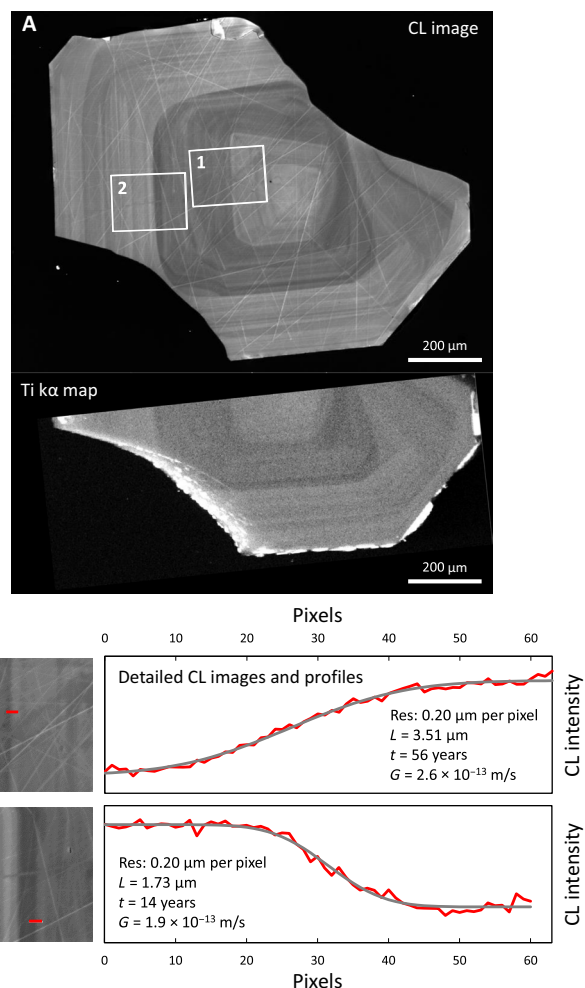 A
CL image
1
2
200 µm
Ti kα map
200 µm
Pixels
0 10 20 30 40 50 60
Detailed CL images and profiles
Res: 0.20 µm per pixel
L = 3.51 µm
t = 56 years
G = 2.6 × 10⁻¹³ m/s
CL intensity
Res: 0.20 µm per pixel
L = 1.73 µm
t = 14 years
G = 1.9 × 10⁻¹³ m/s
CL intensity
0 10 20 30 40 50 60
Pixels